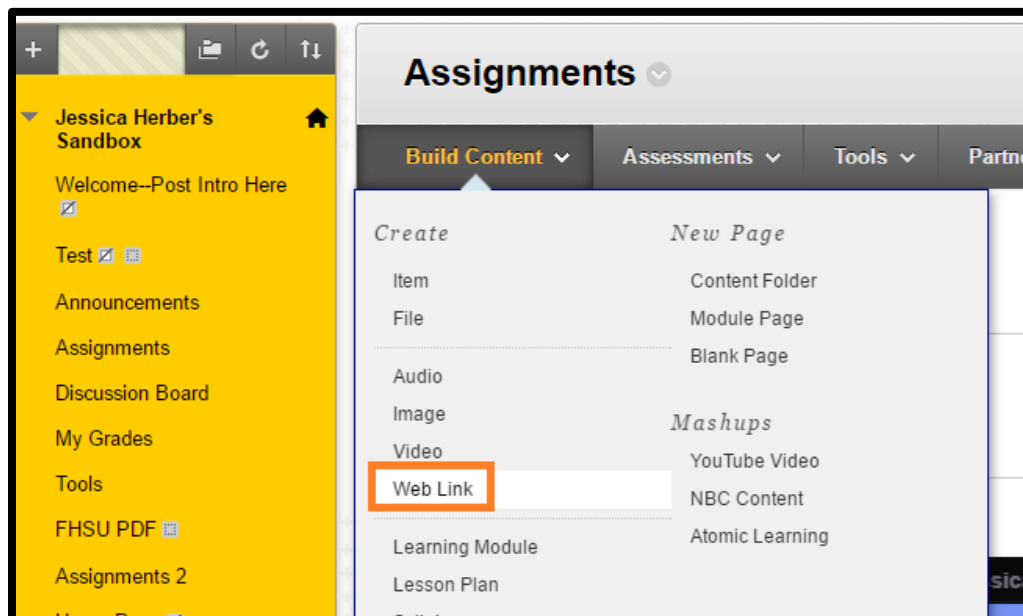 Jessica Herber's
Sandbox
Welcome--Post Intro Here
Test
Announcements
Assignments
Discussion Board
My Grades
Tools
FHSU PDF
Assignments 2
Assignments
Build Content
Assessments
Tools
Create
Item
File
Audio
Image
Video
Web Link
Learning Module
Lesson Plan
New Page
Content Folder
Module Page
Blank Page
Mashups
YouTube Video
NBC Content
Atomic Learning